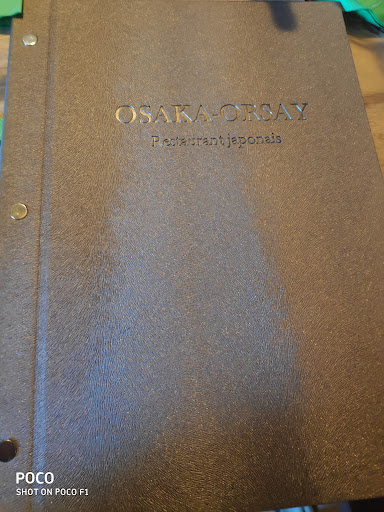 OSAKA-ORSAY
Restaurant japonais
POCO
SHOT ON POCO F1